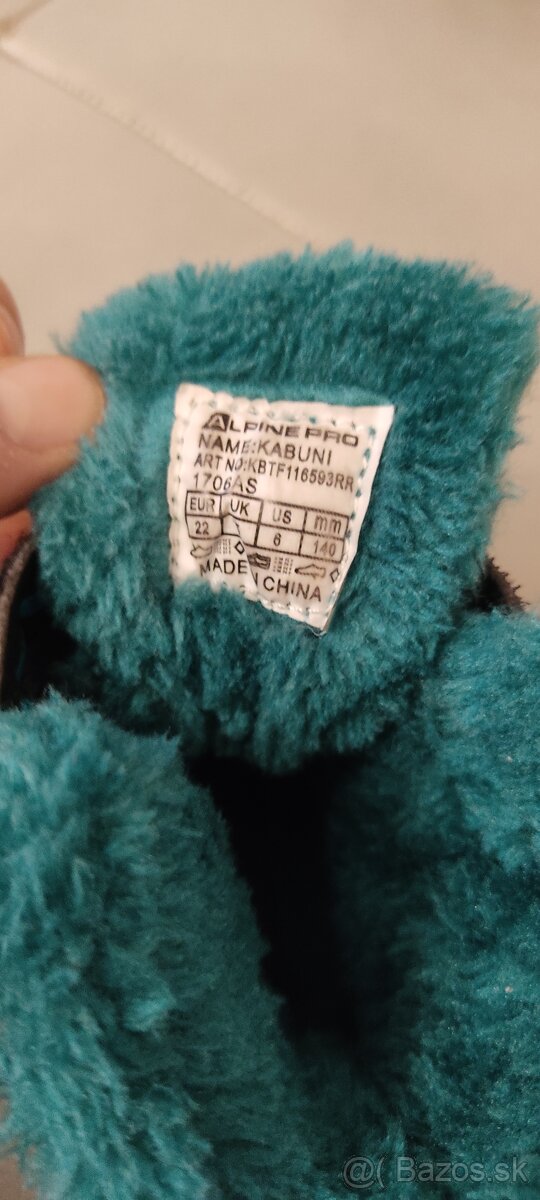 ALPINE PRO
NAME:KABUNI
ART NO:KBTF116593RR
1706AS
EUR UK US mm
22 6 140
MADE IN CHINA
@( Bazos.sk